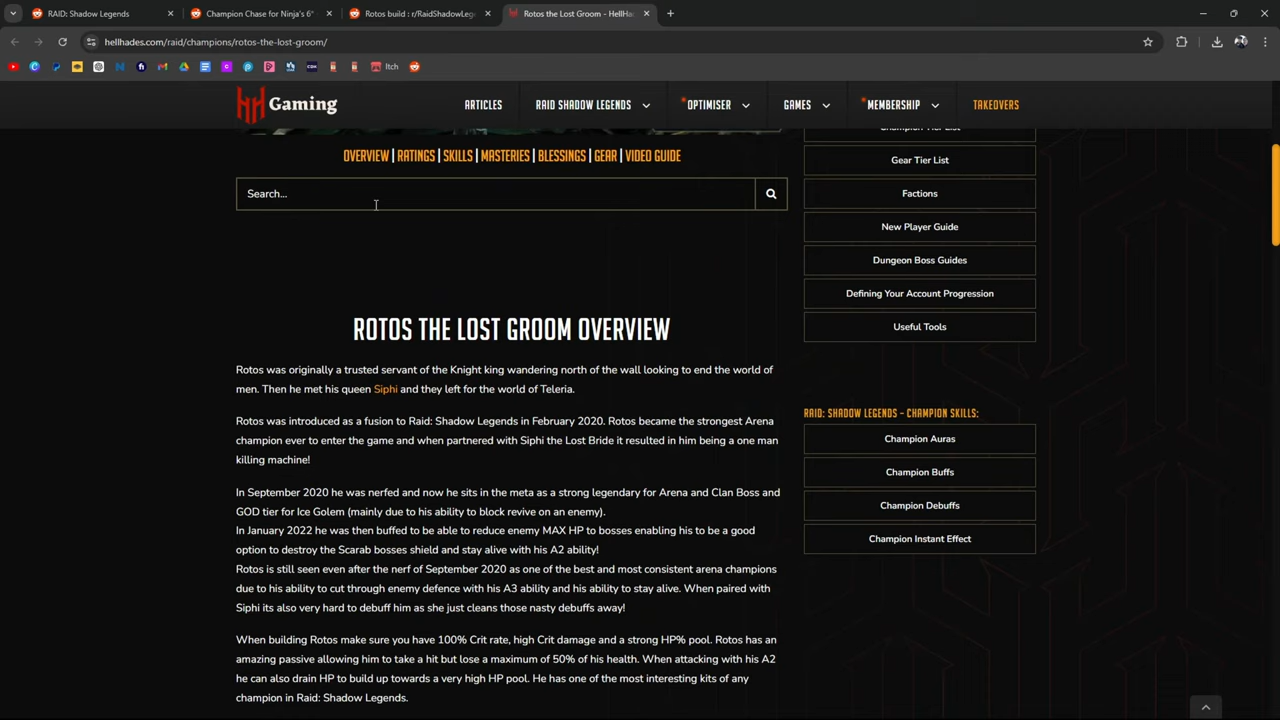 RAID: Shadow Legends
Champion Chase for Ninja's 6*
Rotos build : r/RaidShadowLeg
Rotos the Lost Groom - HellHa
hellhades.com/raid/champions/rotos-the-lost-groom/
Itch
Gaming
ARTICLES
RAID SHADOW LEGENDS
OPTIMISER
GAMES
MEMBERSHIP
TAKEOVERS
OVERVIEW | RATINGS | SKILLS | MASTERIES | BLESSINGS | GEAR | VIDEO GUIDE
Search...
ROTOS THE LOST GROOM OVERVIEW
Rotos was originally a trusted servant of the Knight king wandering north of the wall looking to end the world of
men. Then he met his queen Siphi and they left for the world of Teleria.
Rotos was introduced as a fusion to Raid: Shadow Legends in February 2020. Rotos became the strongest Arena
champion ever to enter the game and when partnered with Siphi the Lost Bride it resulted in him being a one man
killing machine!
In September 2020 he was nerfed and now he sits in the meta as a strong legendary for Arena and Clan Boss and
GOD tier for Ice Golem (mainly due to his ability to block revive on an enemy).
In January 2022 he was then buffed to be able to reduce enemy MAX HP to bosses enabling his to be a good
option to destroy the Scarab bosses shield and stay alive with his A2 ability!
Rotos is still seen even after the nerf of September 2020 as one of the best and most consistent arena champions
due to his ability to cut through enemy defence with his A3 ability and his ability to stay alive. When paired with
Siphi its also very hard to debuff him as she just cleans those nasty debuffs away!
When building Rotos make sure you have 100% Crit rate, high Crit damage and a strong HP% pool. Rotos has an
amazing passive allowing him to take a hit but lose a maximum of 50% of his health. When attacking with his A2
he can also drain HP to build up towards a very high HP pool. He has one of the most interesting kits of any
champion in Raid: Shadow Legends.
Champion Tier List
Gear Tier List
Factions
New Player Guide
Dungeon Boss Guides
Defining Your Account Progression
Useful Tools
RAID: SHADOW LEGENDS - CHAMPION SKILLS:
Champion Auras
Champion Buffs
Champion Debuffs
Champion Instant Effect